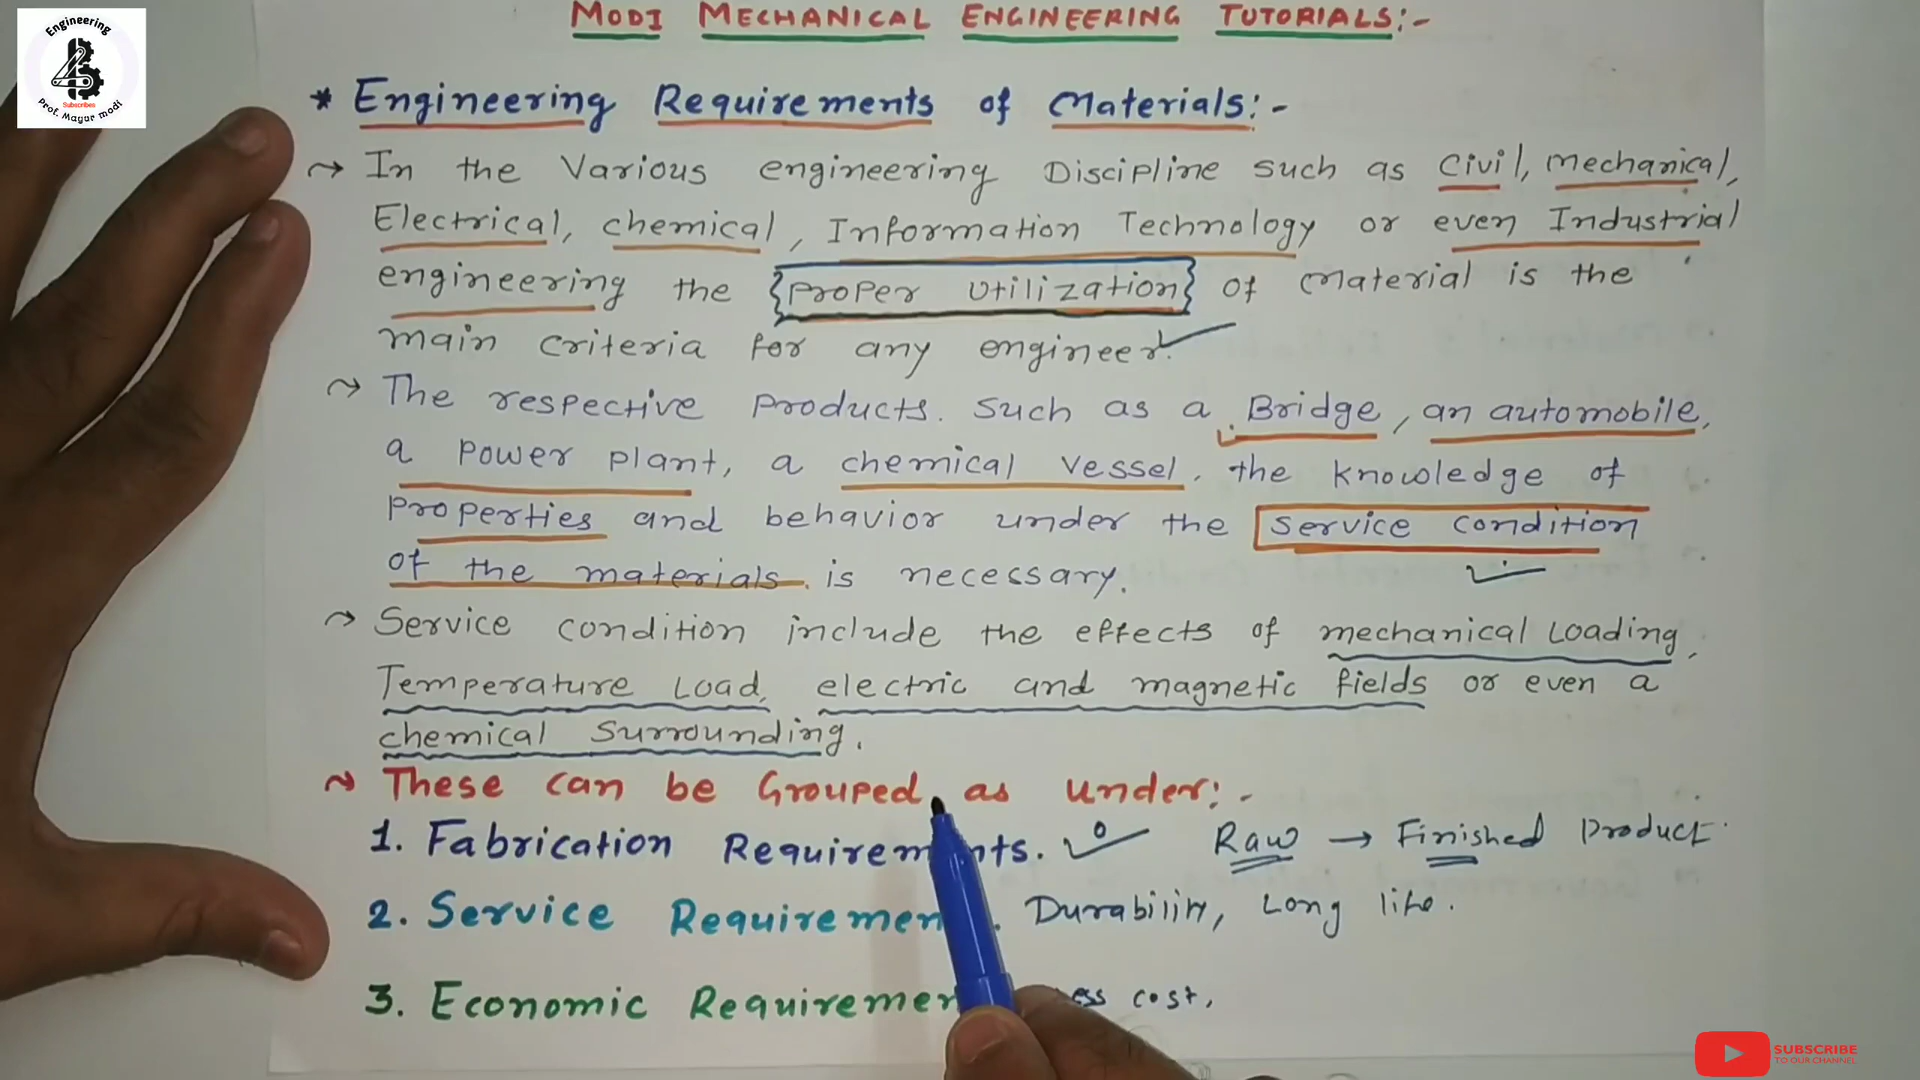 Engineering
Subscribes
Prof. Mayur modi
MODI MECHANICAL ENGINEERING TUTORIALS:-
* Engineering Requirements of Materials:-
→ In the Various engineering Discipline such as Civil, mechanical,
Electrical, chemical, Information Technology or even Industrial
engineering the {proper utilization} of material is the
main criteria for any engineer.
→ The respective products. such as a Bridge, an automobile,
a power plant, a chemical vessel, the knowledge of
properties and behavior under the service condition
of the materials. is necessary.
→ Service condition include the effects of mechanical Loading,
Temperature Load, electric and magnetic fields or even a
chemical Surrounding.
→ These can be Grouped as under:-
1. Fabrication Requirements. Raw → Finished Product
2. Service Requiremen Durability, Long life.
3. Economic Requiremen cost,
SUBSCRIBE
TO OUR CHANNEL